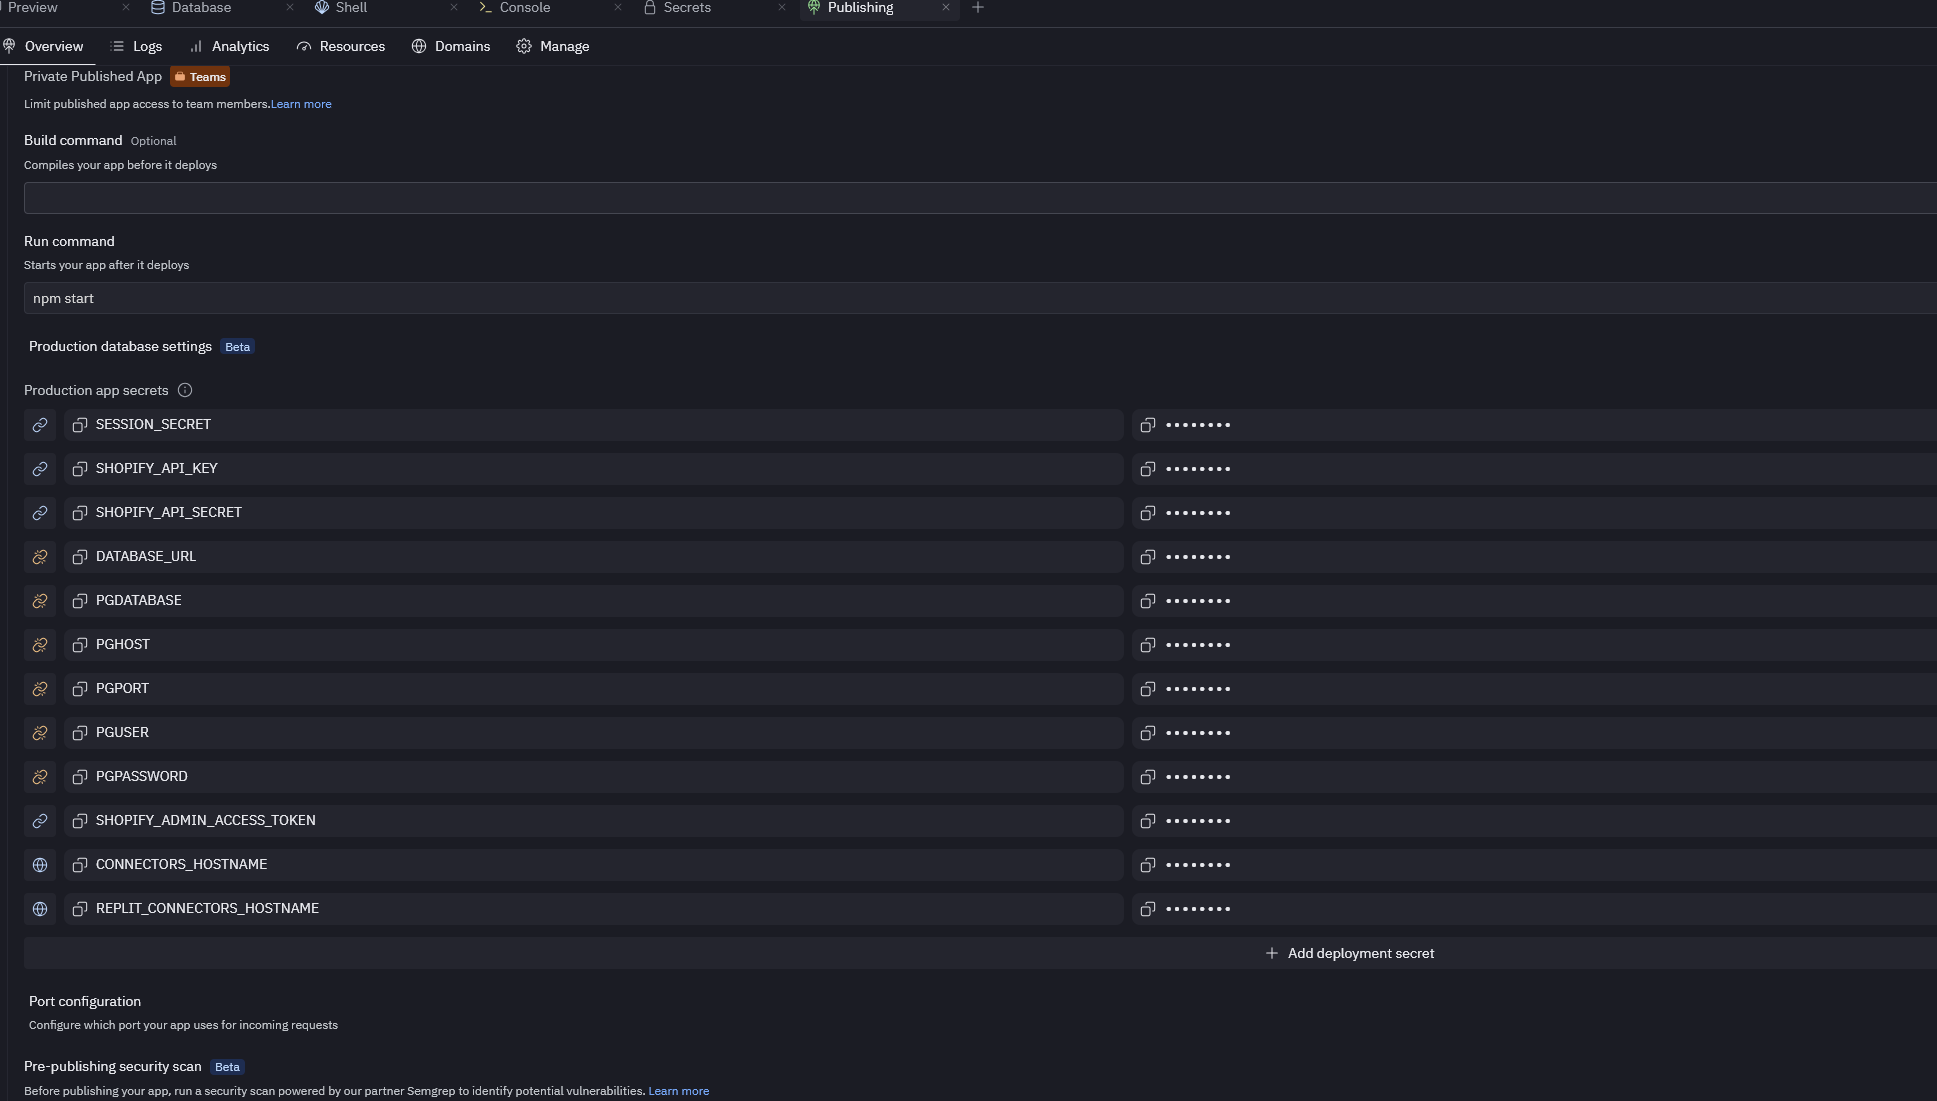 Preview
Database
Shell
Console
Secrets
Publishing
Overview
Logs
Analytics
Resources
Domains
Manage
Private Published App Teams
Limit published app access to team members.Learn more
Build command Optional
Compiles your app before it deploys
Run command
Starts your app after it deploys
npm start
Production database settings Beta
Production app secrets
SESSION_SECRET ••••••••
SHOPIFY_API_KEY ••••••••
SHOPIFY_API_SECRET ••••••••
DATABASE_URL ••••••••
PGDATABASE ••••••••
PGHOST ••••••••
PGPORT ••••••••
PGUSER ••••••••
PGPASSWORD ••••••••
SHOPIFY_ADMIN_ACCESS_TOKEN ••••••••
CONNECTORS_HOSTNAME ••••••••
REPLIT_CONNECTORS_HOSTNAME ••••••••
Add deployment secret
Port configuration
Configure which port your app uses for incoming requests
Pre-publishing security scan Beta
Before publishing your app, run a security scan powered by our partner Semgrep to identify potential vulnerabilities. Learn more